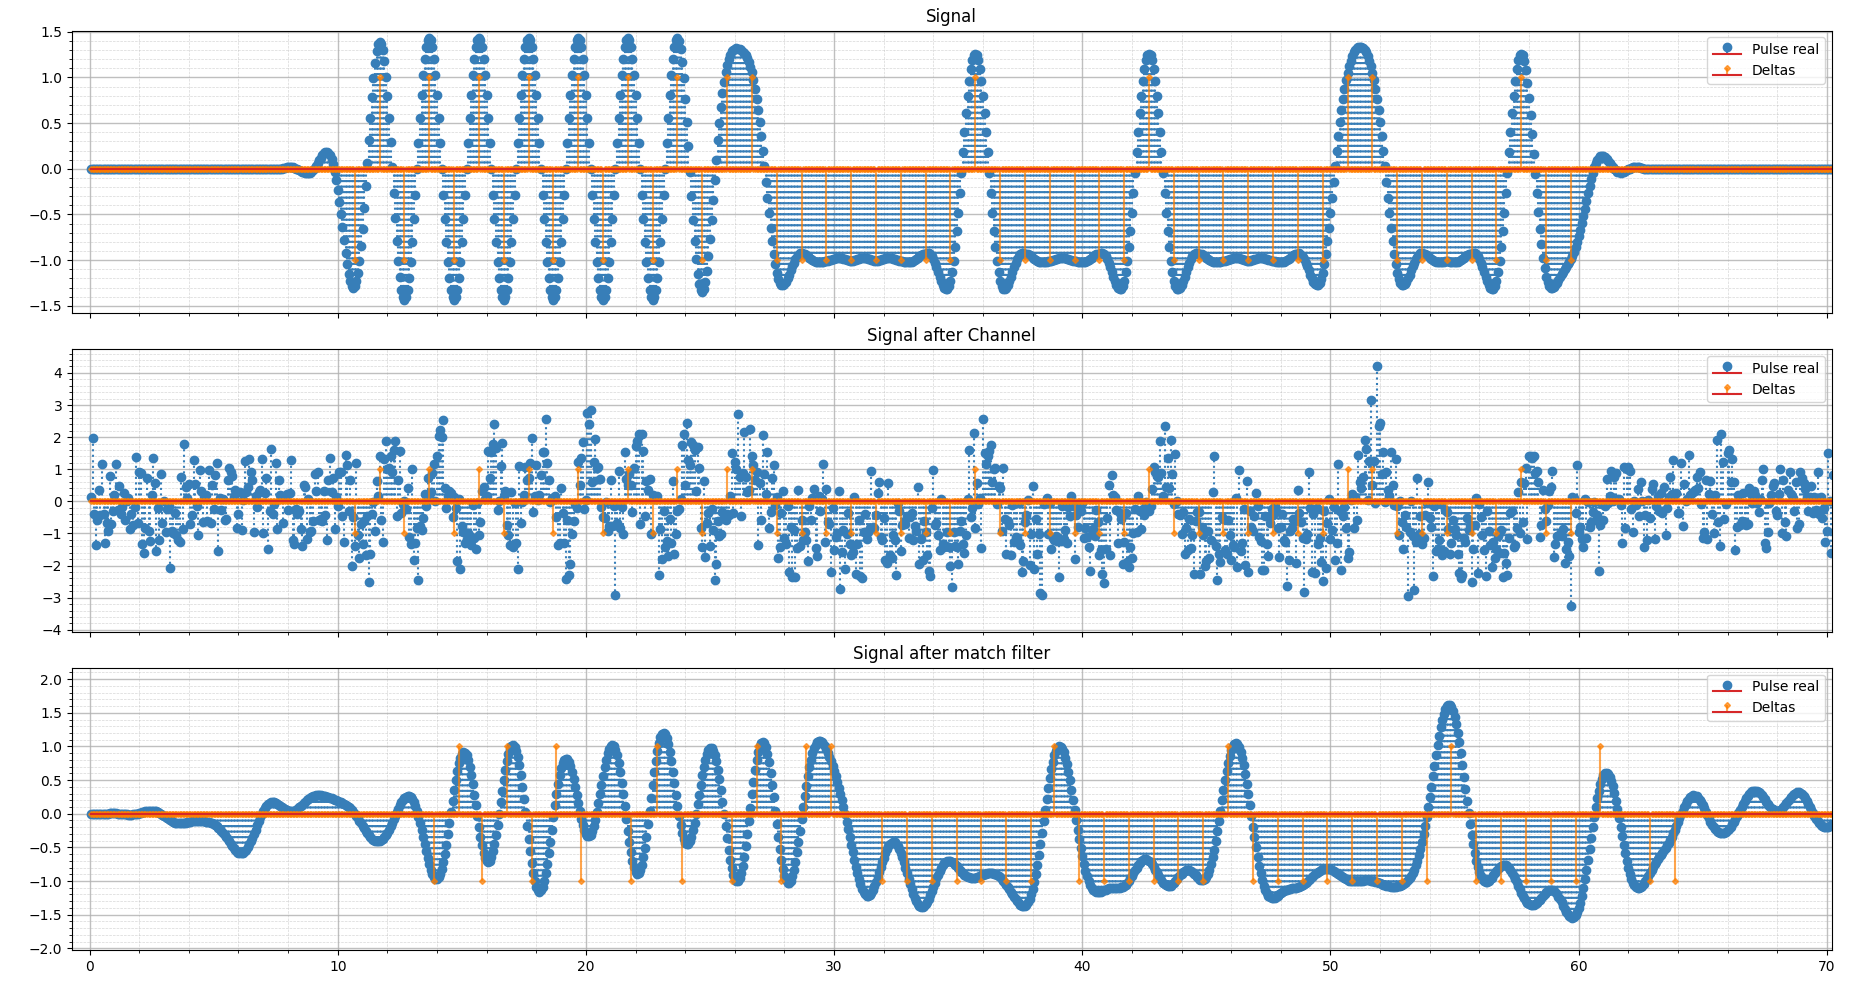 Signal
1.5
1.0
0.5
0.0
−0.5
−1.0
−1.5
Pulse real
Deltas
Signal after Channel
4
3
2
1
0
−1
−2
−3
−4
Pulse real
Deltas
Signal after match filter
2.0
1.5
1.0
0.5
0.0
−0.5
−1.0
−1.5
−2.0
Pulse real
Deltas
0 10 20 30 40 50 60 70